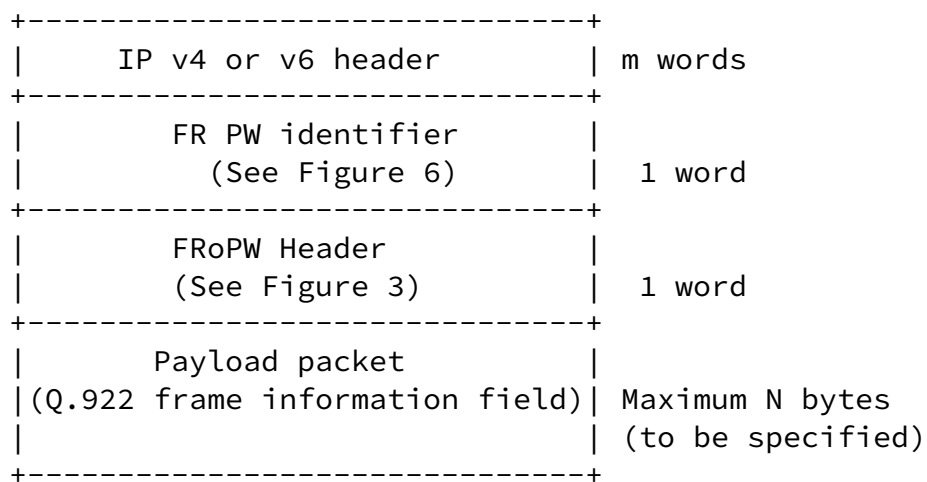 +-------------------------------+
|     IP v4 or v6 header        | m words
+-------------------------------+
|        FR PW identifier       |
|          (See Figure 6)       |  1 word
+-------------------------------+
|        FRoPW Header           |
|        (See Figure 3)         |  1 word
+-------------------------------+
|       Payload packet          |
|(Q.922 frame information field)| Maximum N bytes
|                               | (to be specified)
+-------------------------------+